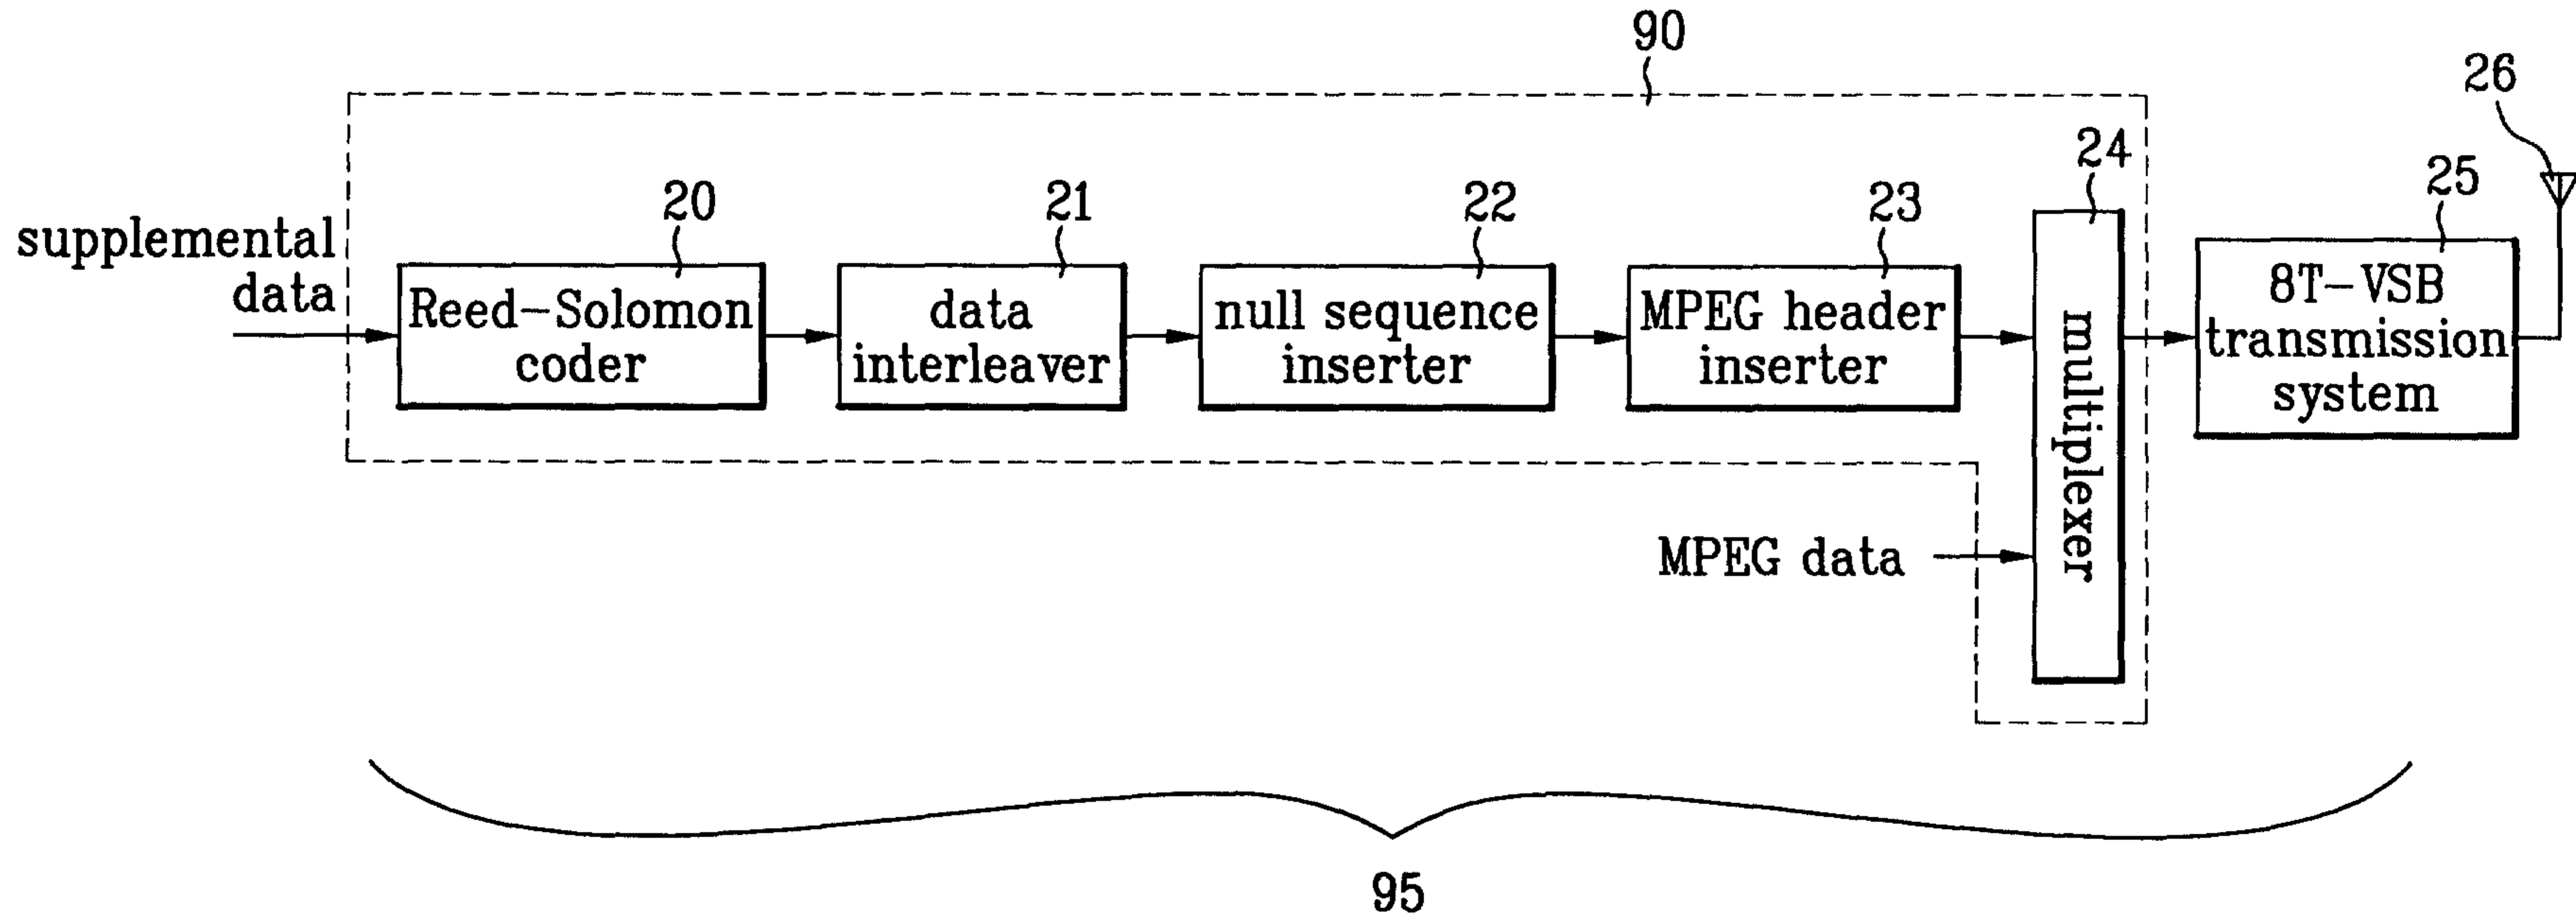 90
26
24
20
21
22
23
25
supplemental
data
Reed-Solomon
coder
data
interleaver
null sequence
inserter
MPEG header
inserter
multiplexer
8T-VSB
transmission
system
MPEG data
95